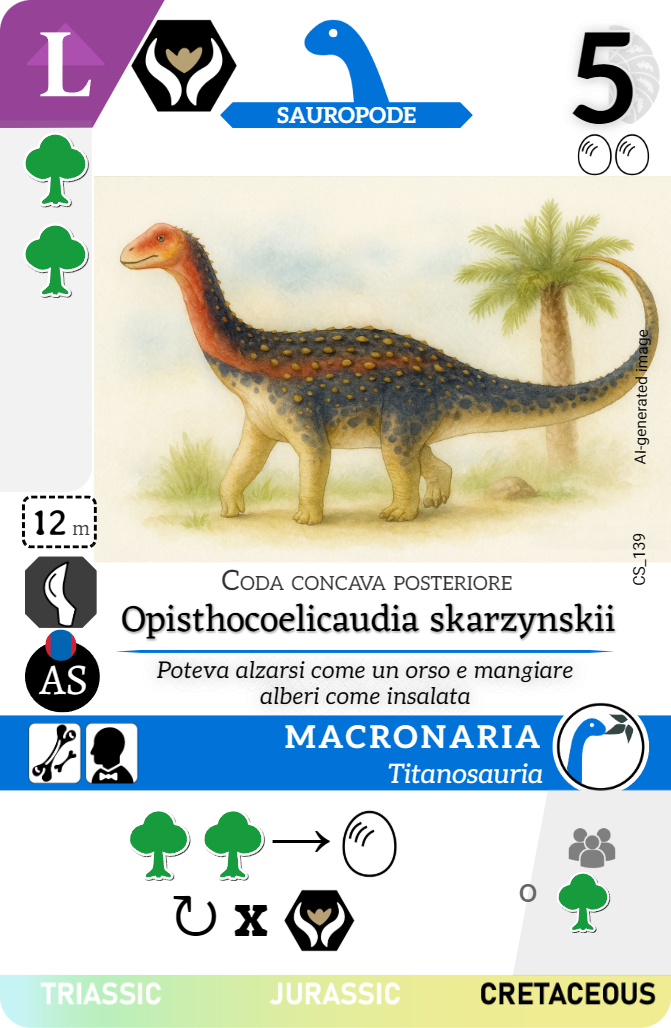 L
SAUROPODE
5
12 m
AI-generated image
CS_139
CODA CONCAVA POSTERIORE
Opisthocoelicaudia skarzynskii
AS
Poteva alzarsi come un orso e mangiare
alberi come insalata
MACRONARIA
Titanosauria
x
O
TRIASSIC JURASSIC CRETACEOUS